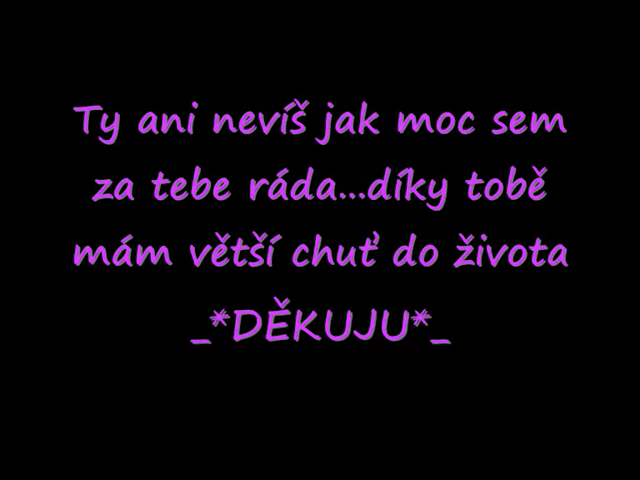 Ty ani nevíš jak moc sem
za tebe ráda...díky tobě
mám větší chuť do života
_*DĚKUJU*_